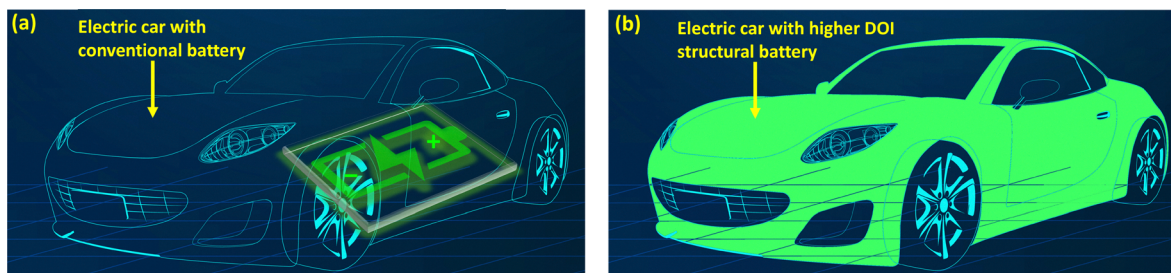 (a)
Electric car with
conventional battery
(b)
Electric car with higher DOI
structural battery